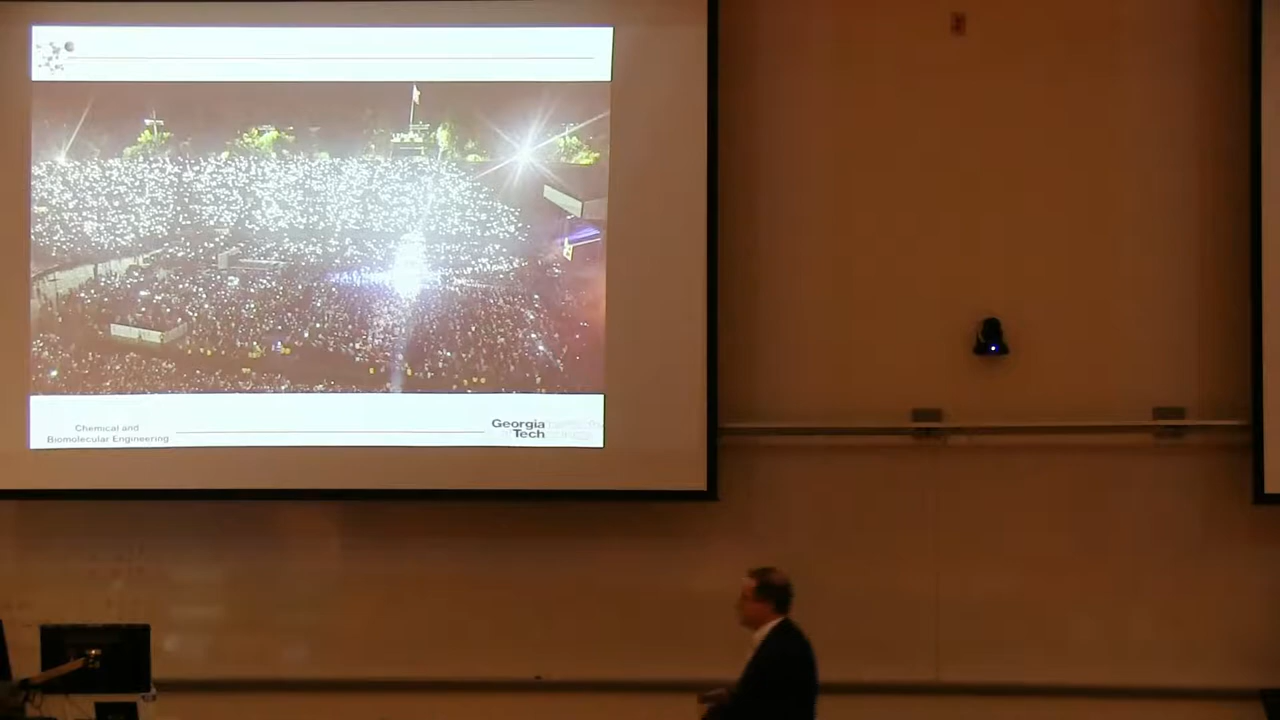 Chemical and
Biomolecular Engineering
Georgia
Tech